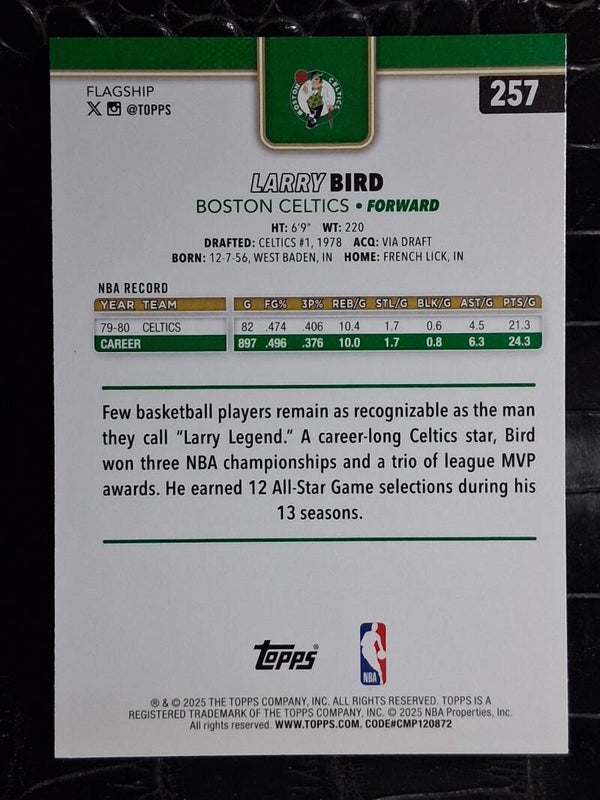 FLAGSHIP
@TOPPS
BOSTON CELTICS
257
LARRY BIRD
BOSTON CELTICS • FORWARD
HT: 6'9" WT: 220
DRAFTED: CELTICS #1, 1978 ACQ: VIA DRAFT
BORN: 12-7-56, WEST BADEN, IN HOME: FRENCH LICK, IN
NBA RECORD
YEAR TEAM G FG% 3P% REB/G STL/G BLK/G AST/G PTS/G
79-80 CELTICS 82 .474 .406 10.4 1.7 0.6 4.5 21.3
CAREER 897 .496 .376 10.0 1.7 0.8 6.3 24.3
Few basketball players remain as recognizable as the man
they call "Larry Legend." A career-long Celtics star, Bird
won three NBA championships and a trio of league MVP
awards. He earned 12 All-Star Game selections during his
13 seasons.
Topps®
NBA
® & © 2025 THE TOPPS COMPANY, INC. ALL RIGHTS RESERVED. TOPPS IS A
REGISTERED TRADEMARK OF THE TOPPS COMPANY, INC. © 2025 NBA Properties, Inc.
All rights reserved. WWW.TOPPS.COM. CODE#CMP120872